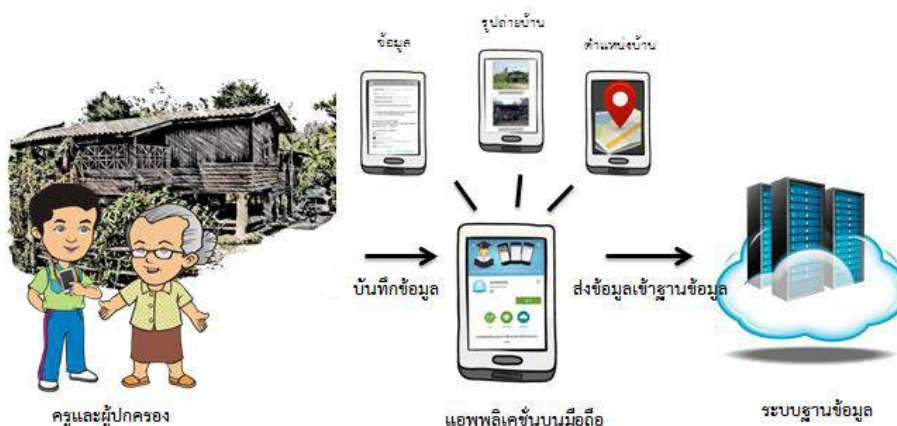 รูปถ่ายบ้าน
ข้อมูล
ตำแหน่งบ้าน
บันทึกข้อมูล
ส่งข้อมูลเข้าฐานข้อมูล
ครูและผู้ปกครอง
แอพพลิเคชั่นบนมือถือ
ระบบฐานข้อมูล